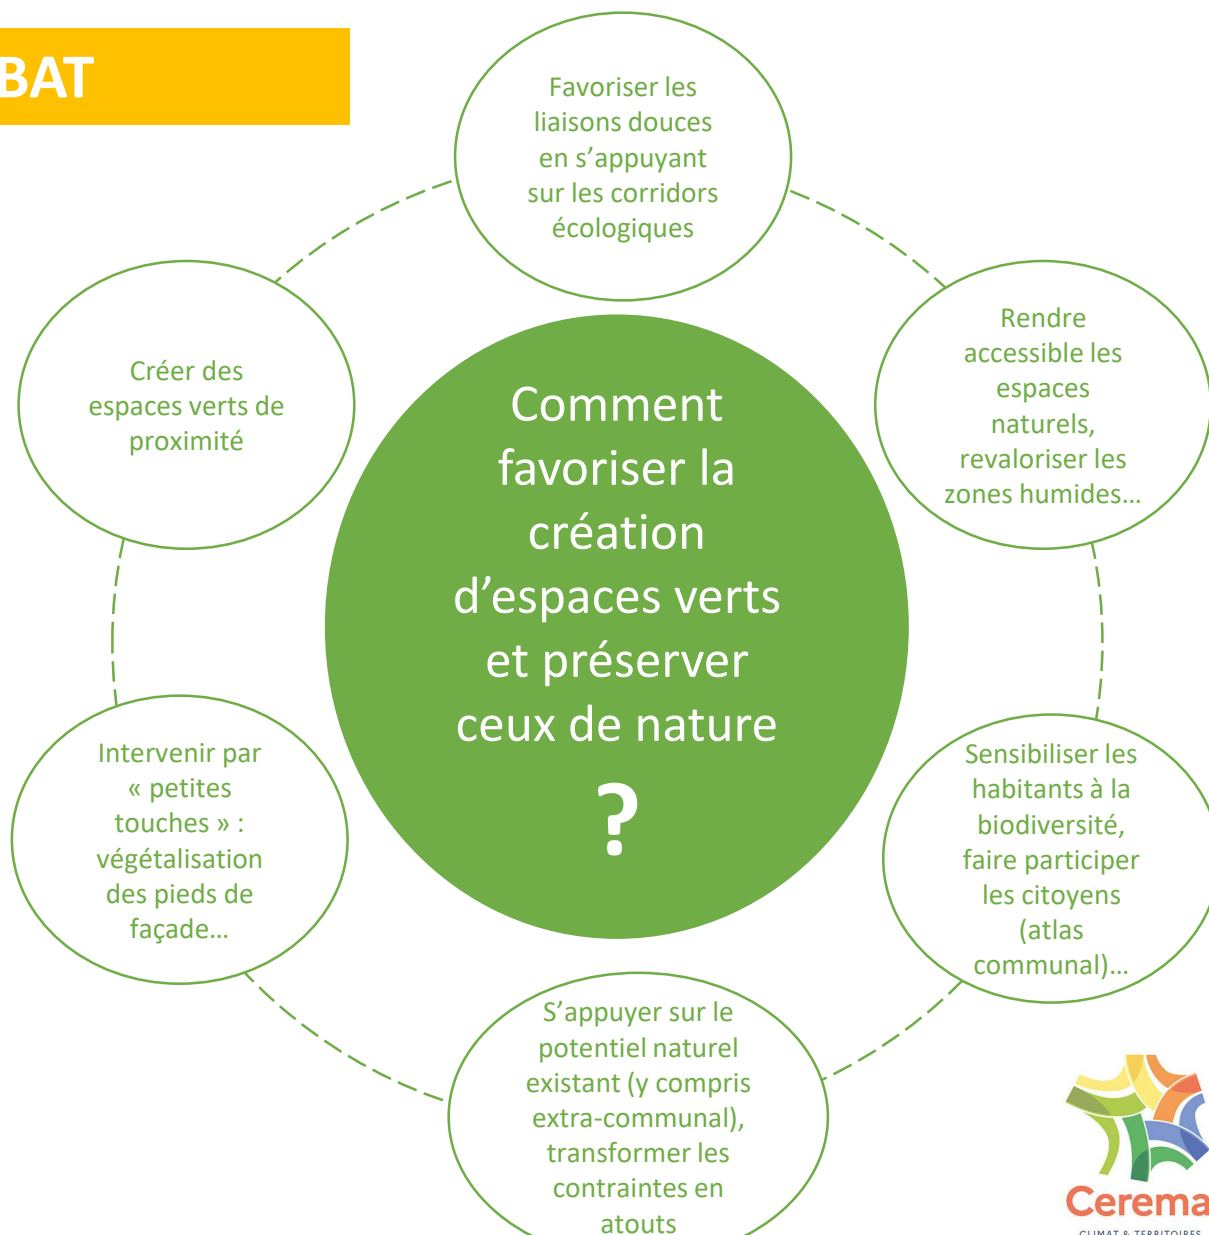 BAT
Favoriser les
liaisons douces
en s’appuyant
sur les corridors
écologiques
Rendre
accessible les
espaces
naturels,
revaloriser les
zones humides…
Créer des
espaces verts de
proximité
Comment
favoriser la
création
d’espaces verts
et préserver
ceux de nature
?
Intervenir par
« petites
touches » :
végétalisation
des pieds de
façade…
Sensibiliser les
habitants à la
biodiversité,
faire participer
les citoyens
(atlas
communal)…
S’appuyer sur le
potentiel naturel
existant (y compris
extra-communal),
transformer les
contraintes en
atouts
Cerema
CLIMAT & TERRITOIRES